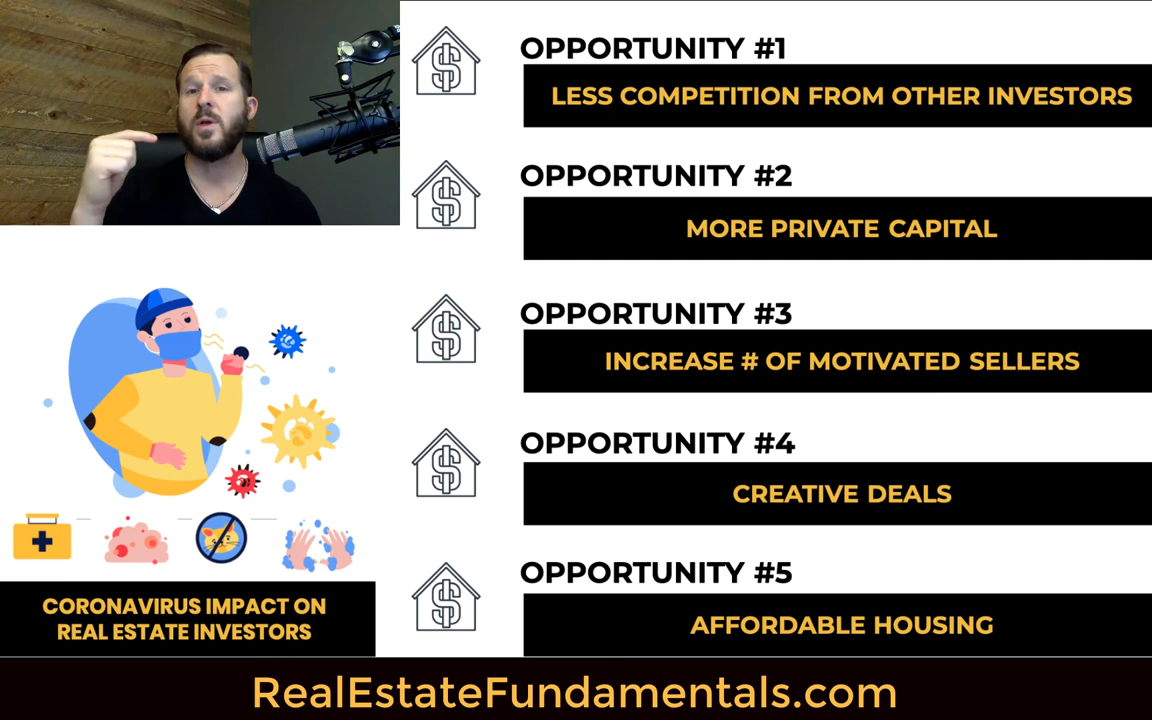 OPPORTUNITY #1
LESS COMPETITION FROM OTHER INVESTORS
OPPORTUNITY #2
MORE PRIVATE CAPITAL
OPPORTUNITY #3
INCREASE # OF MOTIVATED SELLERS
OPPORTUNITY #4
CREATIVE DEALS
OPPORTUNITY #5
AFFORDABLE HOUSING
CORONAVIRUS IMPACT ON
REAL ESTATE INVESTORS
RealEstateFundamentals.com